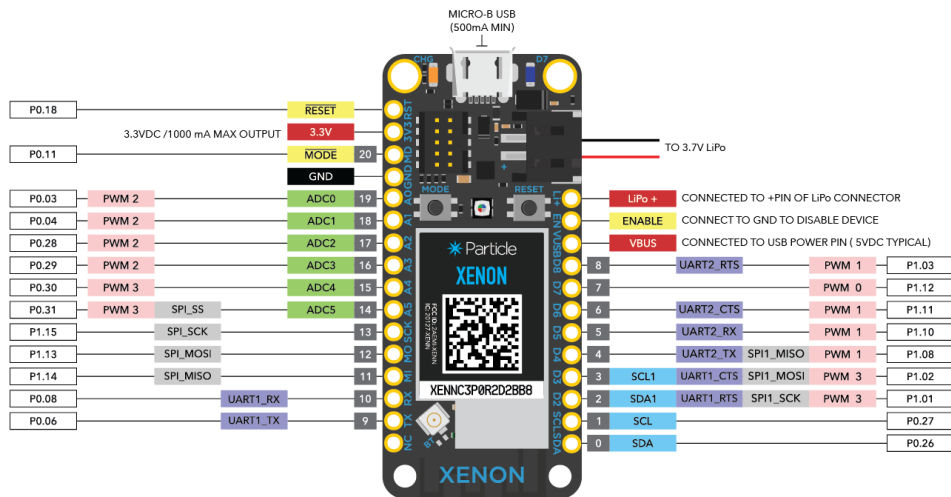 MICRO-B USB
(500mA MIN)
CHG
D7
P0.18 RESET RST
3.3VDC /1000 mA MAX OUTPUT 3.3V 3V3
P0.11 MODE 20 MD
GND GND
TO 3.7V LiPo
P0.03 PWM 2 ADC0 19 A0
P0.04 PWM 2 ADC1 18 A1
P0.28 PWM 2 ADC2 17 A2
P0.29 PWM 2 ADC3 16 A3
P0.30 PWM 3 ADC4 15 A4
P0.31 PWM 3 SPI_SS ADC5 14 A5
P1.15 SPI_SCK 13 SCK
P1.13 SPI_MOSI 12 MO
P1.14 SPI_MISO 11 MI
P0.08 UART1_RX 10 RX
P0.06 UART1_TX 9 TX
NC
MODE
RESET
Particle
XENON
FCC ID: 2AEMI-XENN
IC: 20127-XENN
XENNC3P0R2D2BB8
BT
XENON
Li+ LiPo + CONNECTED TO +PIN OF LiPo CONNECTOR
EN ENABLE CONNECT TO GND TO DISABLE DEVICE
VUSB VBUS CONNECTED TO USB POWER PIN ( 5VDC TYPICAL)
D8 8 UART2_RTS PWM 1 P1.03
D7 7 PWM 0 P1.12
D6 6 UART2_CTS PWM 1 P1.11
D5 5 UART2_RX PWM 1 P1.10
D4 4 UART2_TX SPI1_MISO PWM 1 P1.08
D3 3 SCL1 UART1_CTS SPI1_MOSI PWM 3 P1.02
D2 2 SDA1 UART1_RTS SPI1_SCK PWM 3 P1.01
SCL 1 SCL P0.27
SDA 0 SDA P0.26